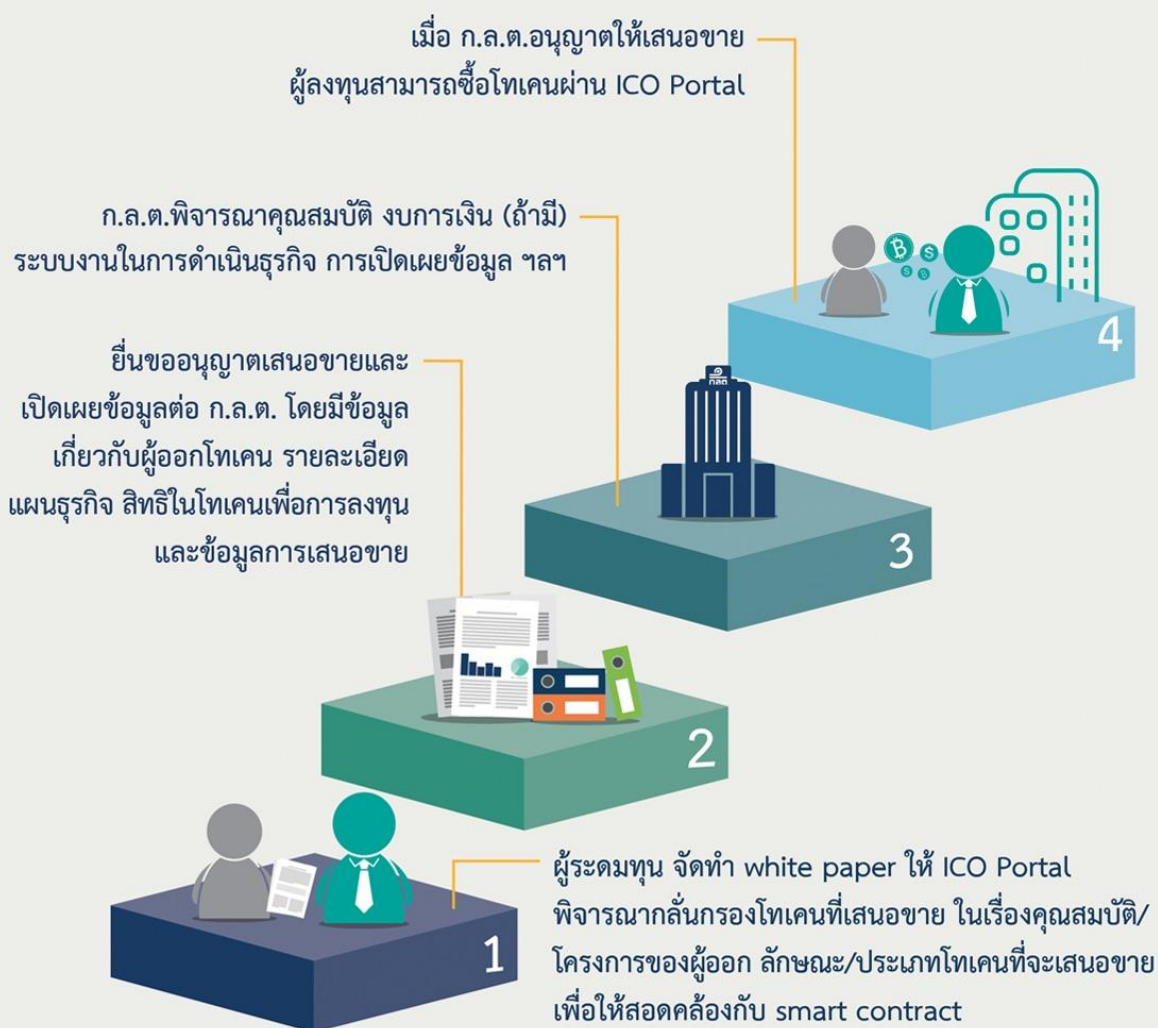 เมื่อ ก.ล.ต.อนุญาตให้เสนอขาย
ผู้ลงทุนสามารถซื้อโทเคนผ่าน ICO Portal
4
ก.ล.ต.พิจารณาคุณสมบัติ งบการเงิน (ถ้ามี)
ระบบงานในการดำเนินธุรกิจ การเปิดเผยข้อมูล ฯลฯ
กลต
3
ยื่นขออนุญาตเสนอขายและ
เปิดเผยข้อมูลต่อ ก.ล.ต. โดยมีข้อมูล
เกี่ยวกับผู้ออกโทเคน รายละเอียด
แผนธุรกิจ สิทธิในโทเคนเพื่อการลงทุน
และข้อมูลการเสนอขาย
2
ผู้ระดมทุน จัดทำ white paper ให้ ICO Portal
พิจารณากลั่นกรองโทเคนที่เสนอขาย ในเรื่องคุณสมบัติ/
โครงการของผู้ออก ลักษณะ/ประเภทโทเคนที่จะเสนอขาย
เพื่อให้สอดคล้องกับ smart contract
1